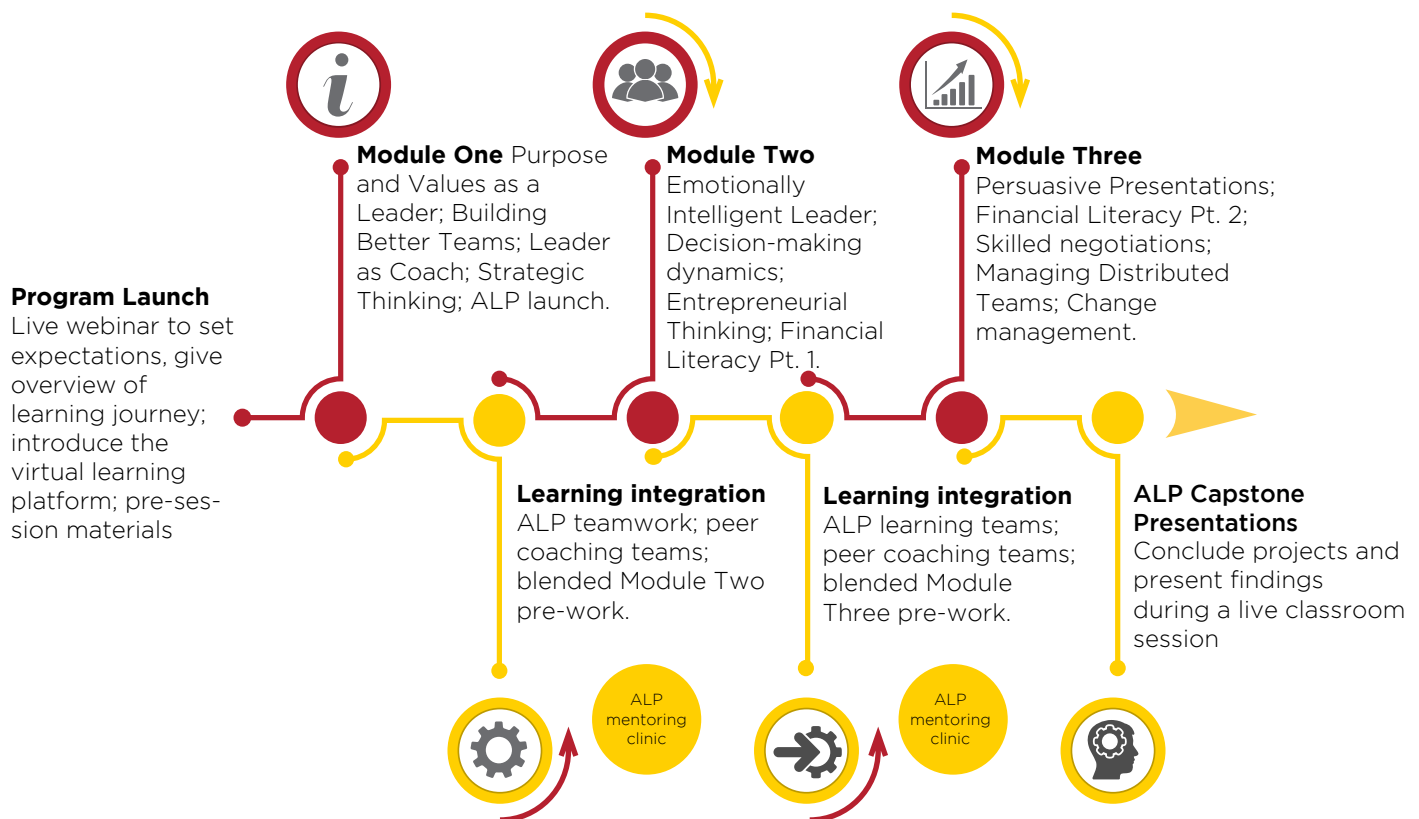 Program Launch
Live webinar to set
expectations, give
overview of
learning journey;
introduce the
virtual learning
platform; pre-ses-
sion materials
i
Module One Purpose
and Values as a
Leader; Building
Better Teams; Leader
as Coach; Strategic
Thinking; ALP launch.
Learning integration
ALP teamwork; peer
coaching teams;
blended Module Two
pre-work.
ALP
mentoring
clinic
Module Two
Emotionally
Intelligent Leader;
Decision-making
dynamics;
Entrepreneurial
Thinking; Financial
Literacy Pt. 1.
Learning integration
ALP learning teams;
peer coaching teams;
blended Module
Three pre-work.
ALP
mentoring
clinic
Module Three
Persuasive Presentations;
Financial Literacy Pt. 2;
Skilled negotiations;
Managing Distributed
Teams; Change
management.
ALP Capstone
Presentations
Conclude projects and
present findings
during a live classroom
session